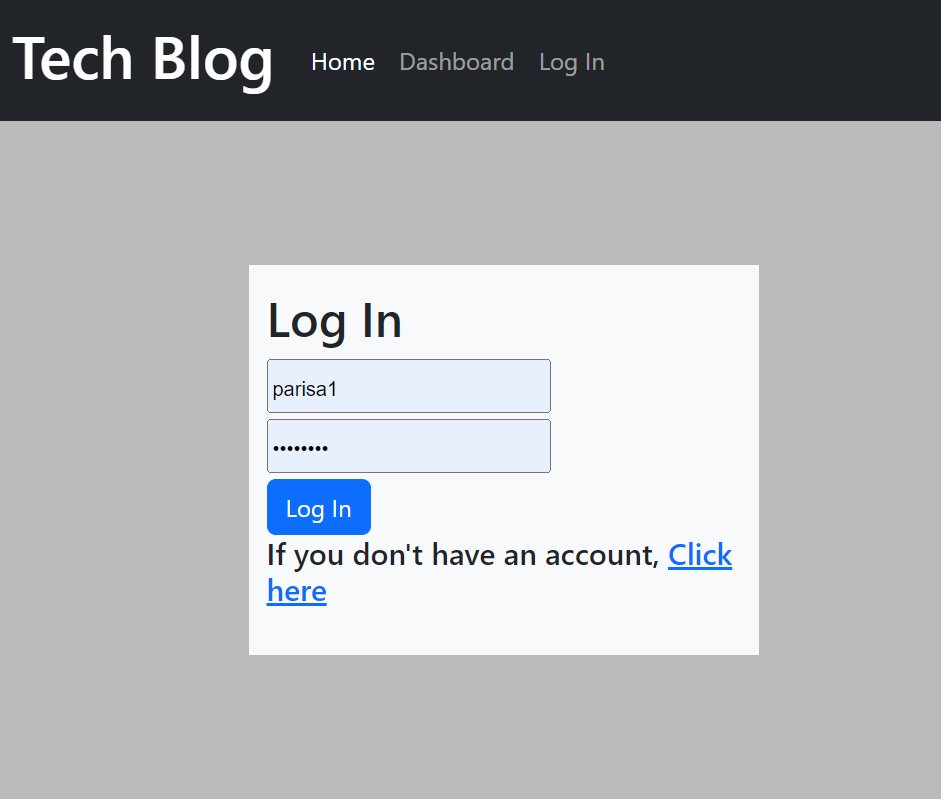 Tech Blog Home Dashboard Log In
Log In
parisa1
••••••••
Log In
If you don't have an account, Click
here